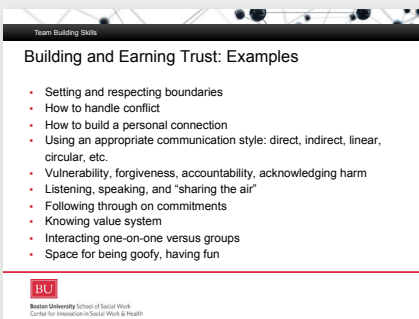 Team Building Skills
Building and Earning Trust: Examples
▪ Setting and respecting boundaries
▪ How to handle conflict
▪ How to build a personal connection
▪ Using an appropriate communication style: direct, indirect, linear,
circular, etc.
▪ Vulnerability, forgiveness, accountability, acknowledging harm
▪ Listening, speaking, and “sharing the air”
▪ Following through on commitments
▪ Knowing value system
▪ Interacting one-on-one versus groups
▪ Space for being goofy, having fun
BU
Boston University School of Social Work
Center for Innovation in Social Work & Health